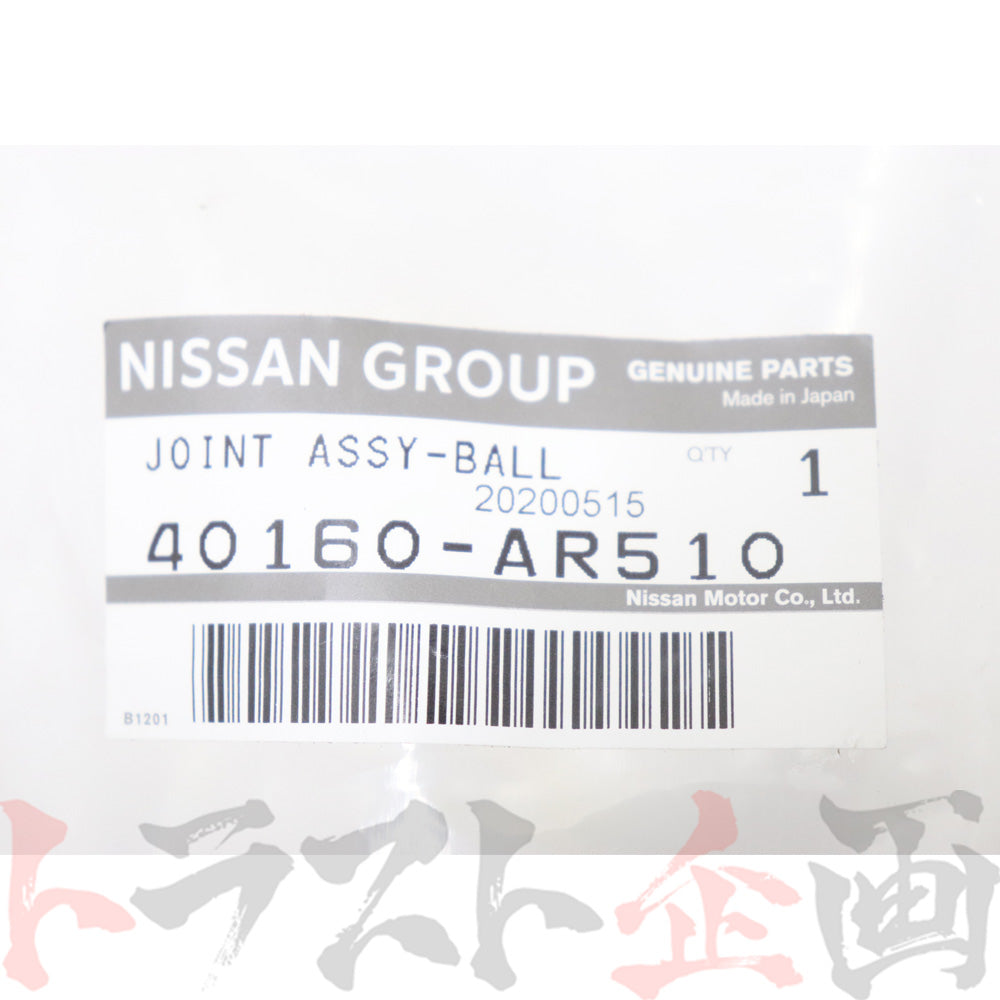 NISSAN GROUP
GENUINE PARTS
Made in Japan
JOINT ASSY-BALL
Q'TY 1
20200515
40160-AR510
Nissan Motor Co., Ltd.
B1201
トラスト企画